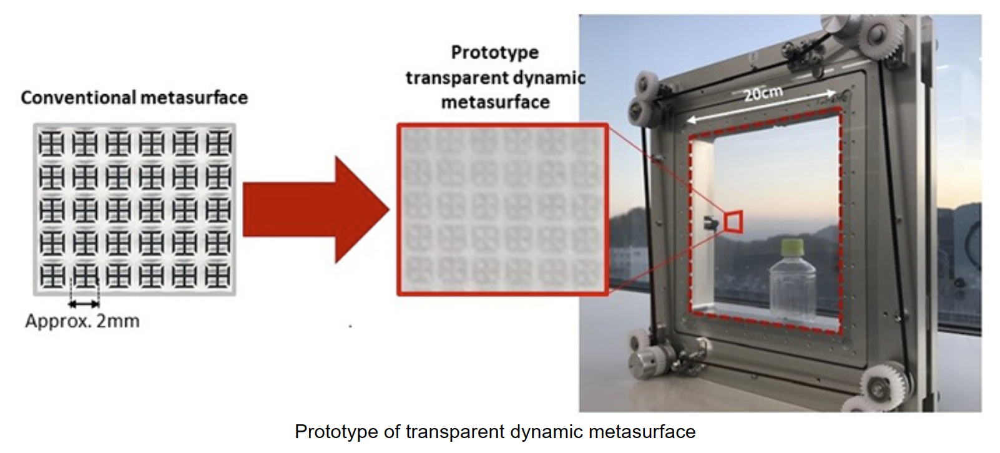 Conventional metasurface
Approx. 2mm
Prototype
transparent dynamic
metasurface
20cm
Prototype of transparent dynamic metasurface